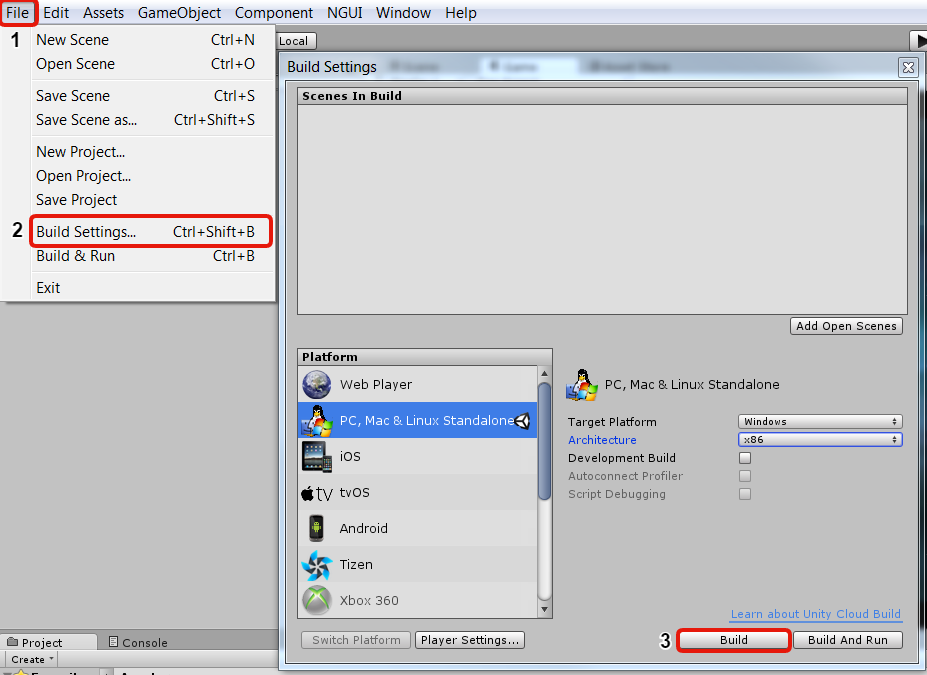 File Edit Assets GameObject Component NGUI Window Help
1
New Scene Ctrl+N
Open Scene Ctrl+O
Save Scene Ctrl+S
Save Scene as... Ctrl+Shift+S
New Project...
Open Project...
Save Project
2
Build Settings... Ctrl+Shift+B
Build & Run Ctrl+B
Exit
Local
Build Settings
Scenes In Build
Add Open Scenes
Platform
Web Player
PC, Mac & Linux Standalone
iOS
tv tvOS
Android
Tizen
Xbox 360
PC, Mac & Linux Standalone
Target Platform Windows
Architecture x86
Development Build
Autoconnect Profiler
Script Debugging
Learn about Unity Cloud Build
Switch Platform Player Settings...
3
Build Build And Run
Project Console
Create